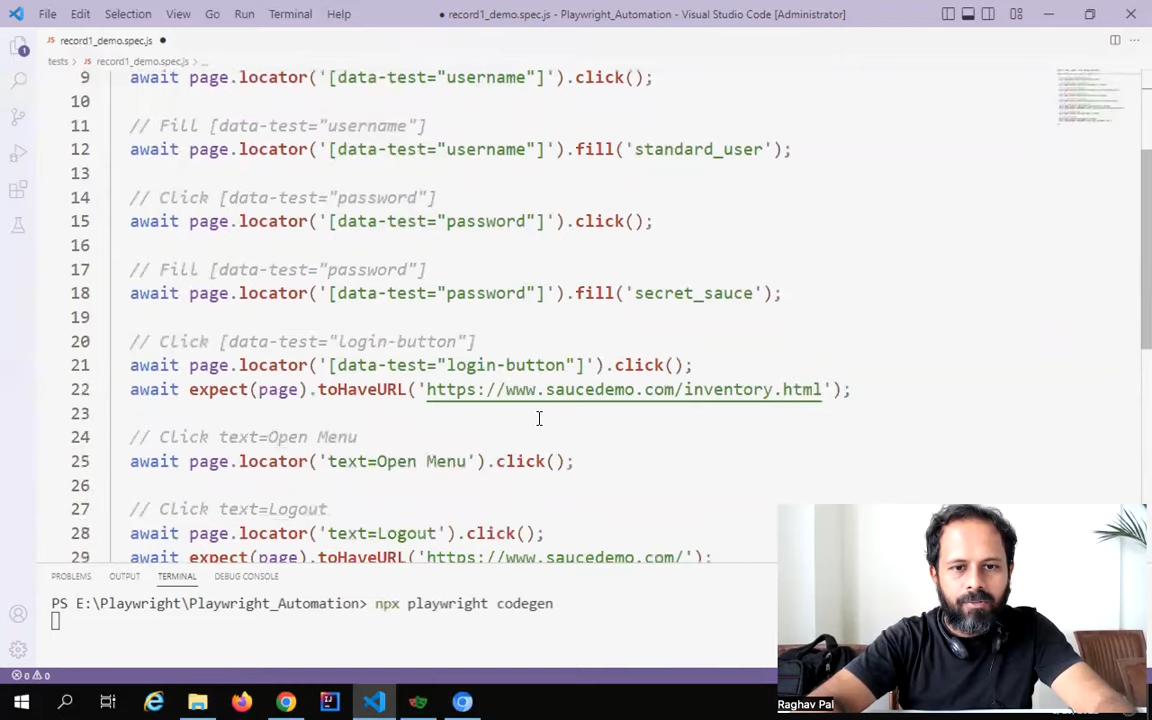 File Edit Selection View Go Run Terminal Help
● record1_demo.spec.js - Playwright_Automation - Visual Studio Code [Administrator]
record1_demo.spec.js ●
tests > record1_demo.spec.js > ...
9 await page.locator('[data-test="username"]').click();
10
11 // Fill [data-test="username"]
12 await page.locator('[data-test="username"]').fill('standard_user');
13
14 // Click [data-test="password"]
15 await page.locator('[data-test="password"]').click();
16
17 // Fill [data-test="password"]
18 await page.locator('[data-test="password"]').fill('secret_sauce');
19
20 // Click [data-test="login-button"]
21 await page.locator('[data-test="login-button"]').click();
22 await expect(page).toHaveURL('https://www.saucedemo.com/inventory.html');
23
24 // Click text=Open Menu
25 await page.locator('text=Open Menu').click();
26
27 // Click text=Logout
28 await page.locator('text=Logout').click();
29 await expect(page).toHaveURL('https://www.saucedemo.com/');
PROBLEMS OUTPUT TERMINAL DEBUG CONSOLE
PS E:\Playwright\Playwright_Automation> npx playwright codegen
0 0
Raghav Pal